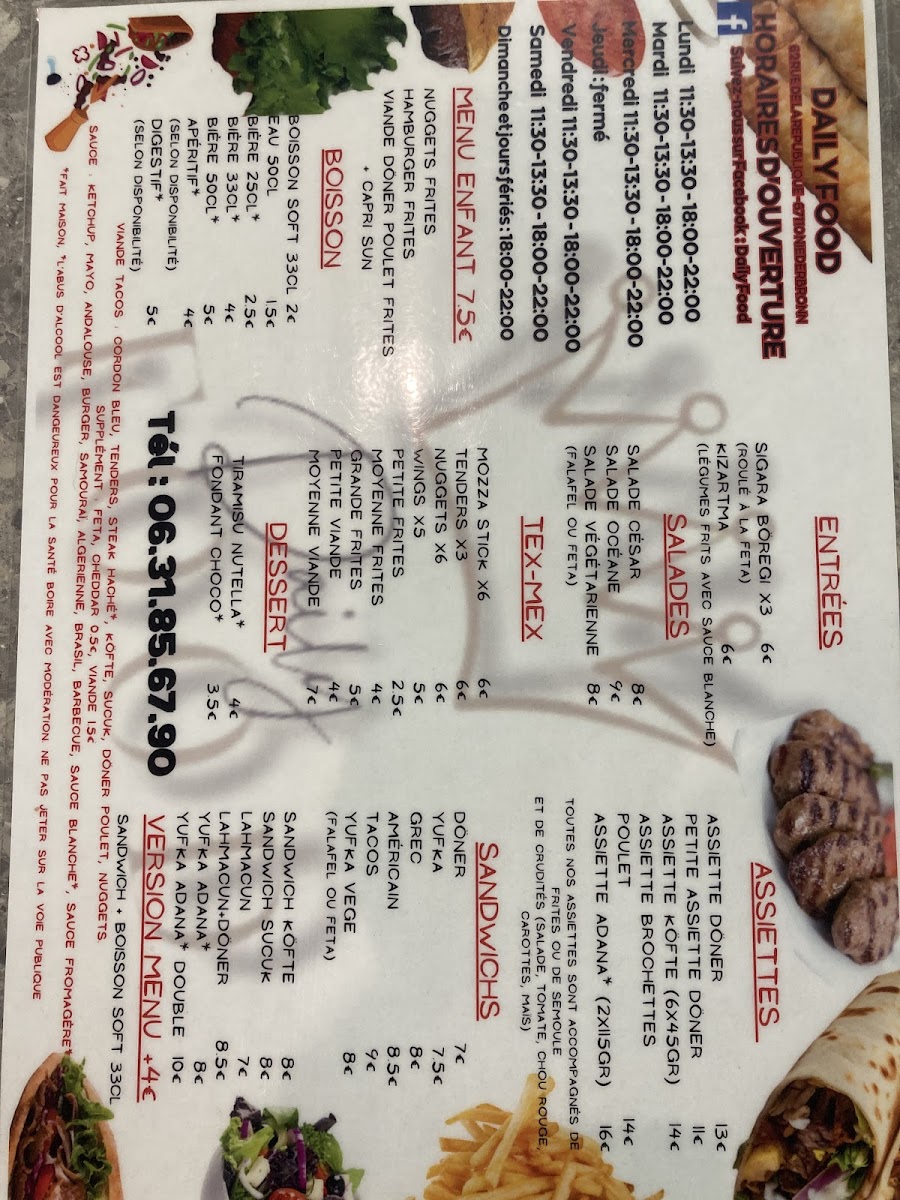 DAILY FOOD
69 RUE DE LA REPUBLIQUE-67110 NIEDERBRONN
HORAIRES D'OUVERTURE
Suivez-nous sur Facebook : Daily Food
Lundi 11:30-13:30 - 18:00-22:00
Mardi 11:30-13:30 - 18:00-22:00
Mercredi 11:30-13:30 - 18:00-22:00
Jeudi : fermé
Vendredi 11:30-13:30 - 18:00-22:00
Samedi 11:30-13:30 - 18:00-22:00
Dimanche et jours fériés : 18:00-22:00
MENU ENFANT 7.5€
NUGGETS FRITES
HAMBURGER FRITES
VIANDE DÖNER POULET FRITES
+ CAPRI SUN
BOISSON
BOISSON SOFT 33CL 2€
EAU 50CL 1.5€
BIÈRE 25CL* 2.5€
BIÈRE 33CL* 4€
BIÈRE 50CL* 5€
APÉRITIF* 4€
(SELON DISPONIBILITÉ)
DIGESTIF* 5€
(SELON DISPONIBILITÉ)
ENTRÉES
SIGARA BÖREGI X3 6€
(ROULÉ À LA FETA)
KIZARTMA 6€
(LÉGUMES FRITS AVEC SAUCE BLANCHE)
SALADES
SALADE CÉSAR 8€
SALADE OCÉANE 9€
SALADE VÉGÉTARIENNE 8€
(FALAFEL OU FETA)
TEX-MEX
MOZZA STICK X6 6€
TENDERS X3 6€
NUGGETS X6 6€
WINGS X5 5€
PETITE FRITES 2.5€
MOYENNE FRITES 4€
GRANDE FRITES 5€
PETITE VIANDE 4€
MOYENNE VIANDE 7€
DESSERT
TIRAMISU NUTELLA* 4€
FONDANT CHOCO* 3.5€
Tél : 06.31.85.67.90
ASSIETTES
ASSIETTE DÖNER 13€
PETITE ASSIETTE DÖNER 11€
ASSIETTE KÖFTE (6X45GR) 14€
ASSIETTE BROCHETTES
POULET 14€
ASSIETTE ADANA* (2X115GR) 16€
TOUTES NOS ASSIETTES SONT ACCOMPAGNÉS DE
FRITES OU DE SEMOULE
ET DE CRUDITÉS (SALADE, TOMATE, CHOU ROUGE,
CAROTTES, MAIS)
SANDWICHS
DÖNER 7€
YUFKA 7.5€
GREC 8€
AMÉRICAIN 8.5€
TACOS 9€
YUFKA VEGE 8€
(FALAFEL OU FETA)
SANDWICH KÖFTE 8€
SANDWICH SUCUK 8€
LAHMACUN 7€
LAHMACUN+DÖNER 8.5€
YUFKA ADANA* 8€
YUFKA ADANA* DOUBLE 10€
VERSION MENU +4€
SANDWICH + BOISSON SOFT 33CL
VIANDE TACOS : CORDON BLEU, TENDERS, STEAK HACHÉ*, KÖFTE, SUCUK, DÖNER POULET, NUGGETS
SUPPLÉMENT : FETA, CHEDDAR 0.5€, VIANDE 1.5€
SAUCE : KETCHUP, MAYO, ANDALOUSE, BURGER, SAMOURAI, ALGERIENNE, BRASIL, BARBECUE, SAUCE BLANCHE*, SAUCE FROMAGÈRE*
*FAIT MAISON, *L'ABUS D'ALCOOL EST DANGEUREUX POUR LA SANTÉ BOIRE AVEC MODÉRATION NE PAS JETER SUR LA VOIE PUBLIQUE
Daily